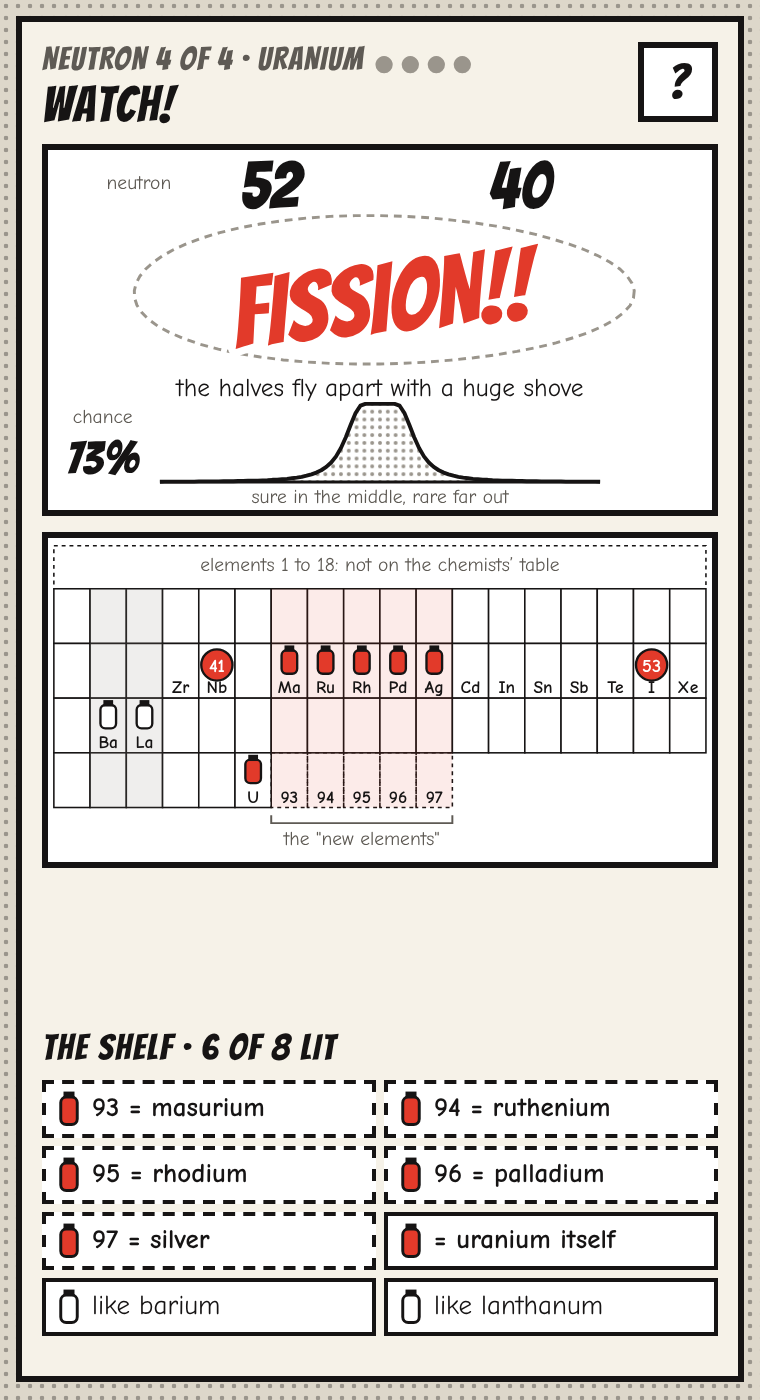 NEUTRON 4 OF 4 · URANIUM
WATCH!
?
neutron
52 40
FISSION!!
the halves fly apart with a huge shove
chance
73%
sure in the middle, rare far out
elements 1 to 18: not on the chemists' table
41 53
Zr Nb Ma Ru Rh Pd Ag Cd In Sn Sb Te I Xe
Ba La
U 93 94 95 96 97
the "new elements"
THE SHELF · 6 OF 8 LIT
93 = masurium
94 = ruthenium
95 = rhodium
96 = palladium
97 = silver
= uranium itself
like barium
like lanthanum